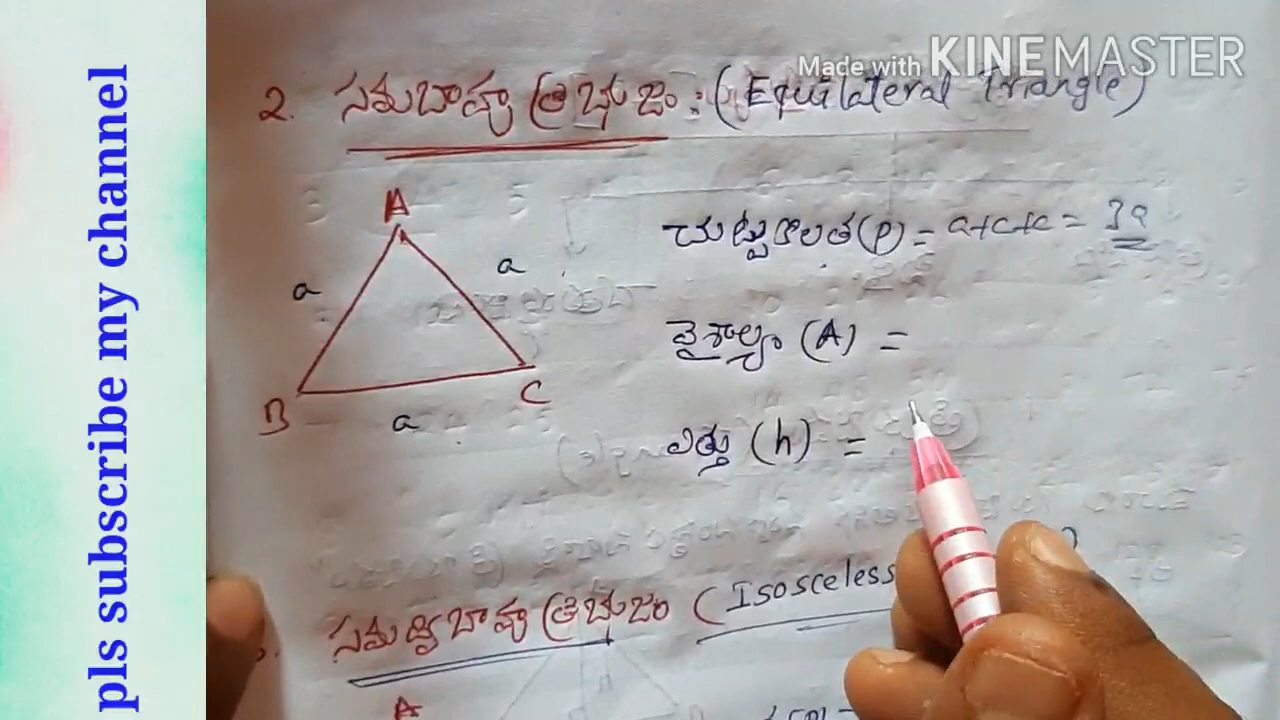 pls subscribe my channel
Made with KINEMASTER
2. సమబాహు త్రిభుజం : (Equilateral Triangle)
A
a
a
B
C
a
చుట్టుకొలత (P) = a+a+a = 3a
వైశాల్యం (A) =
ఎత్తు (h) =
సమద్విబాహు త్రిభుజం ( Isosceless
A